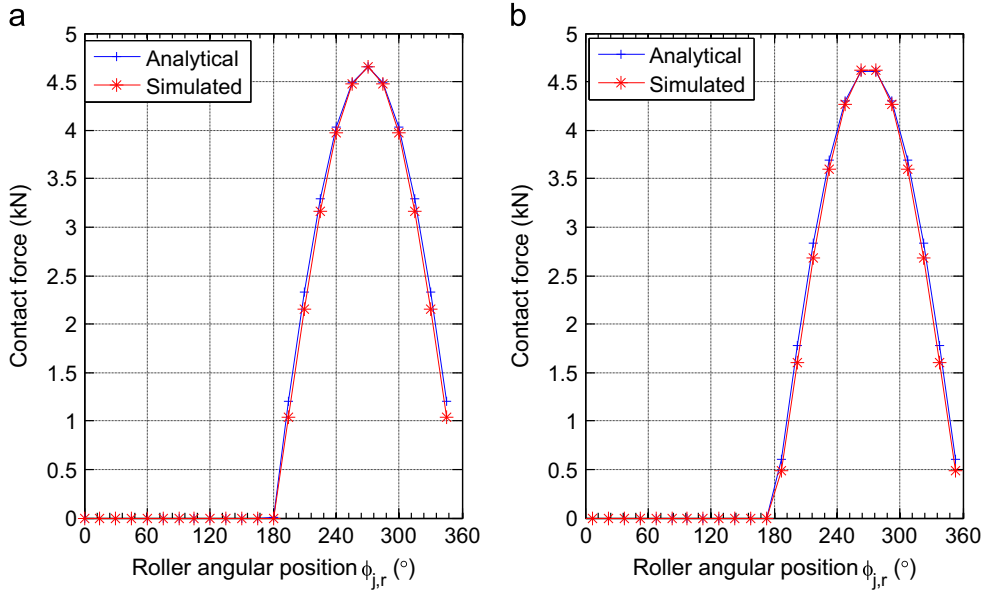 a
5
4.5
4
3.5
3
2.5
2
1.5
1
0.5
0
Contact force (kN)
Analytical
Simulated
0 60 120 180 240 300 360
Roller angular position ϕj,r (°)
b
5
4.5
4
3.5
3
2.5
2
1.5
1
0.5
0
Contact force (kN)
Analytical
Simulated
0 60 120 180 240 300 360
Roller angular position ϕj,r (°)